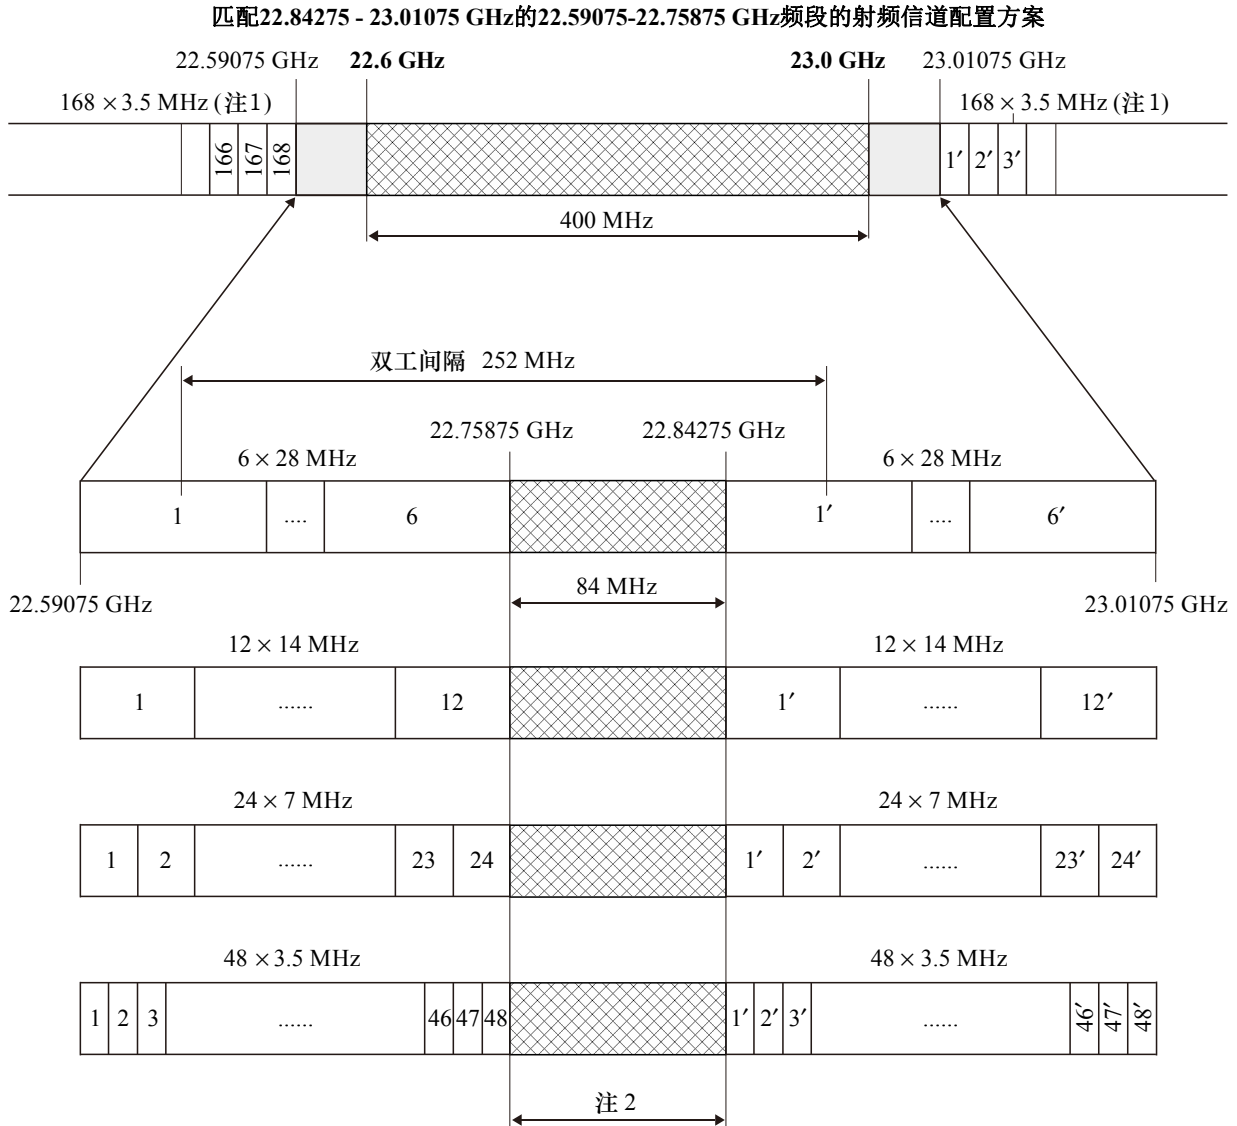 匹配22.84275 - 23.01075 GHz的22.59075-22.75875 GHz频段的射频信道配置方案
22.59075 GHz 22.6 GHz 23.0 GHz 23.01075 GHz
168 × 3.5 MHz (注1) 168 × 3.5 MHz (注1)
166 167 168 1′ 2′ 3′
400 MHz
双工间隔 252 MHz
22.75875 GHz 22.84275 GHz
6 × 28 MHz 6 × 28 MHz
1 .... 6 1′ .... 6′
84 MHz
22.59075 GHz 23.01075 GHz
12 × 14 MHz 12 × 14 MHz
1 ...... 12 1′ ...... 12′
24 × 7 MHz 24 × 7 MHz
1 2 ...... 23 24 1′ 2′ ...... 23′ 24′
48 × 3.5 MHz 48 × 3.5 MHz
1 2 3 ...... 46 47 48 1′ 2′ 3′ ...... 46′ 47′ 48′
注 2